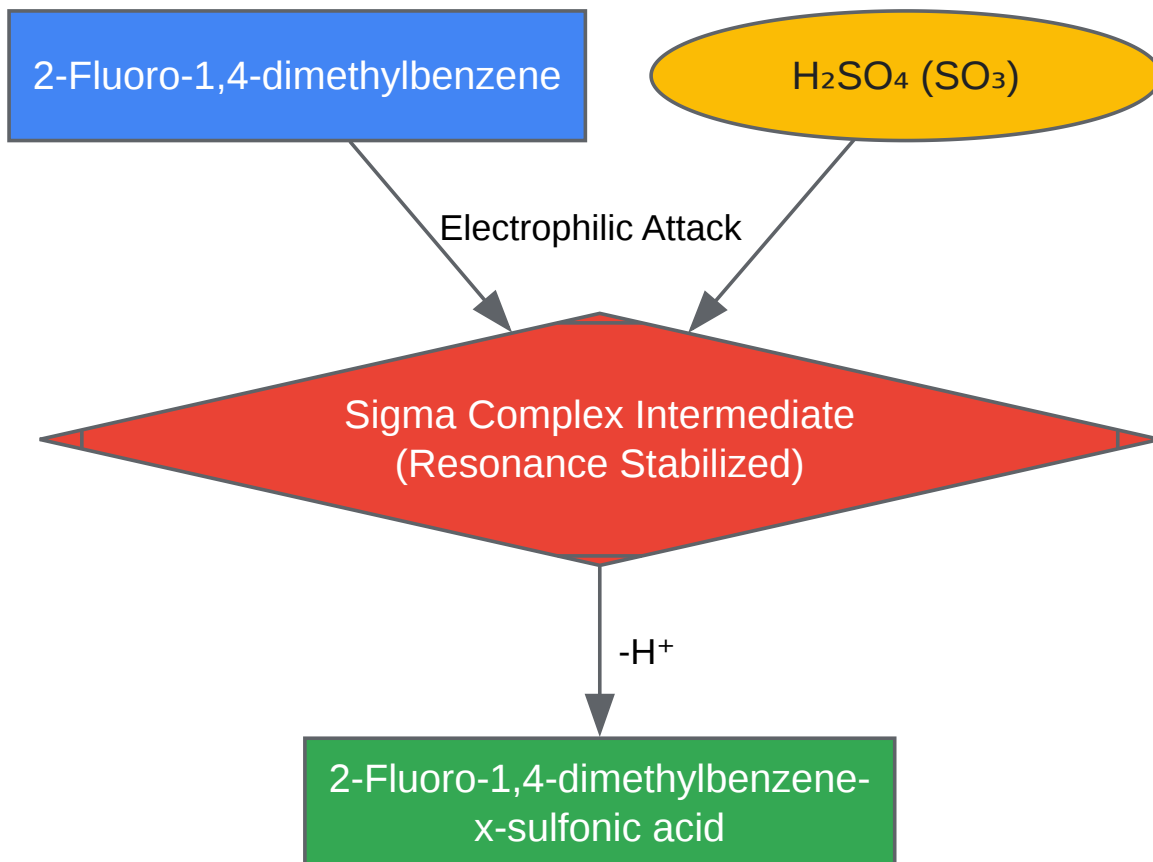 2-Fluoro-1,4-dimethylbenzene
H₂SO₄ (SO₃)
Electrophilic Attack
Sigma Complex Intermediate
(Resonance Stabilized)
-H⁺
2-Fluoro-1,4-dimethylbenzene-
x-sulfonic acid